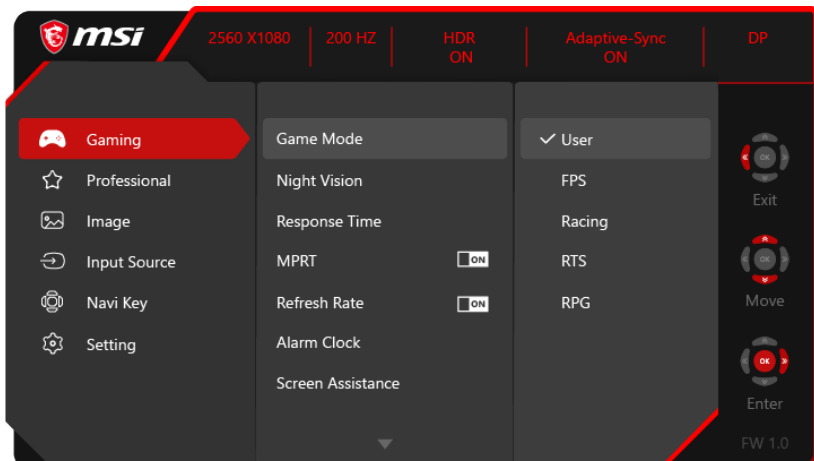 msi
2560 X1080 200 HZ HDR ON Adaptive-Sync ON DP
Gaming
Professional
Image
Input Source
Navi Key
Setting
Game Mode
Night Vision
Response Time
MPRT ON
Refresh Rate ON
Alarm Clock
Screen Assistance
User
FPS
Racing
RTS
RPG
OK
Exit
OK
Move
OK
Enter
FW 1.0